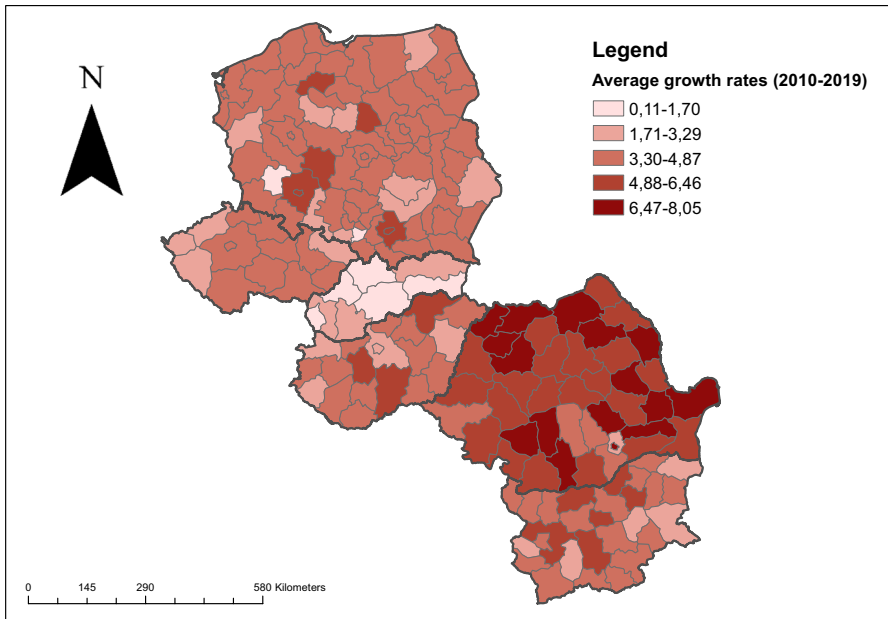 N
Legend
Average growth rates (2010-2019)
0,11-1,70
1,71-3,29
3,30-4,87
4,88-6,46
6,47-8,05
0 145 290 580 Kilometers